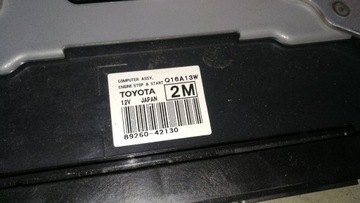 COMPUTER ASSY,
ENGINE STOP & START Q16A13W
TOYOTA 2M
12V JAPAN
89260-42130